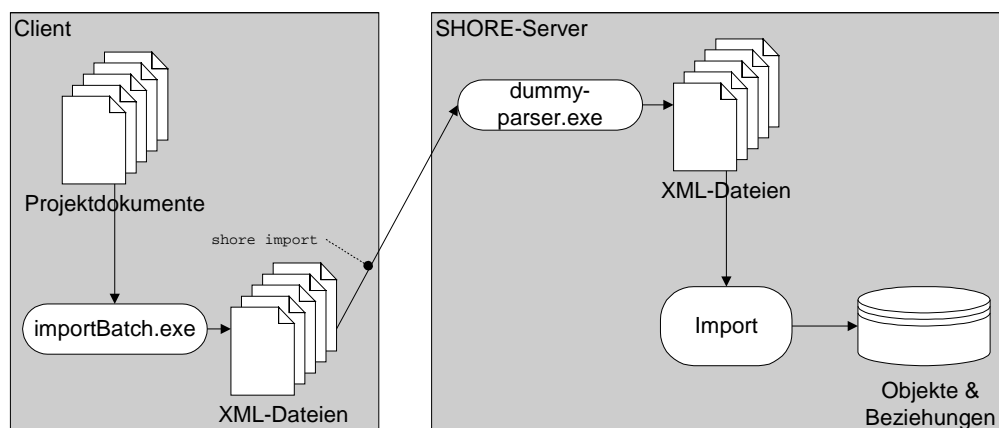 Client
Projektdokumente
importBatch.exe
XML-Dateien
shore import
SHORE-Server
dummy-
parser.exe
XML-Dateien
Import
Objekte &
Beziehungen